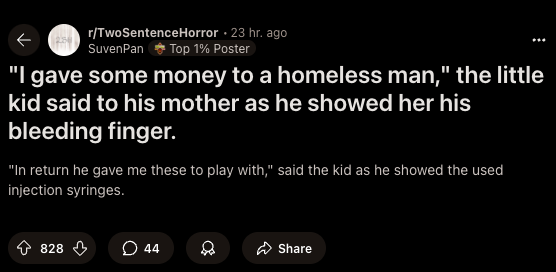 r/TwoSentenceHorror • 23 hr. ago
SuvenPan Top 1% Poster
"I gave some money to a homeless man," the little
kid said to his mother as he showed her his
bleeding finger.
"In return he gave me these to play with," said the kid as he showed the used
injection syringes.
828 44 Share